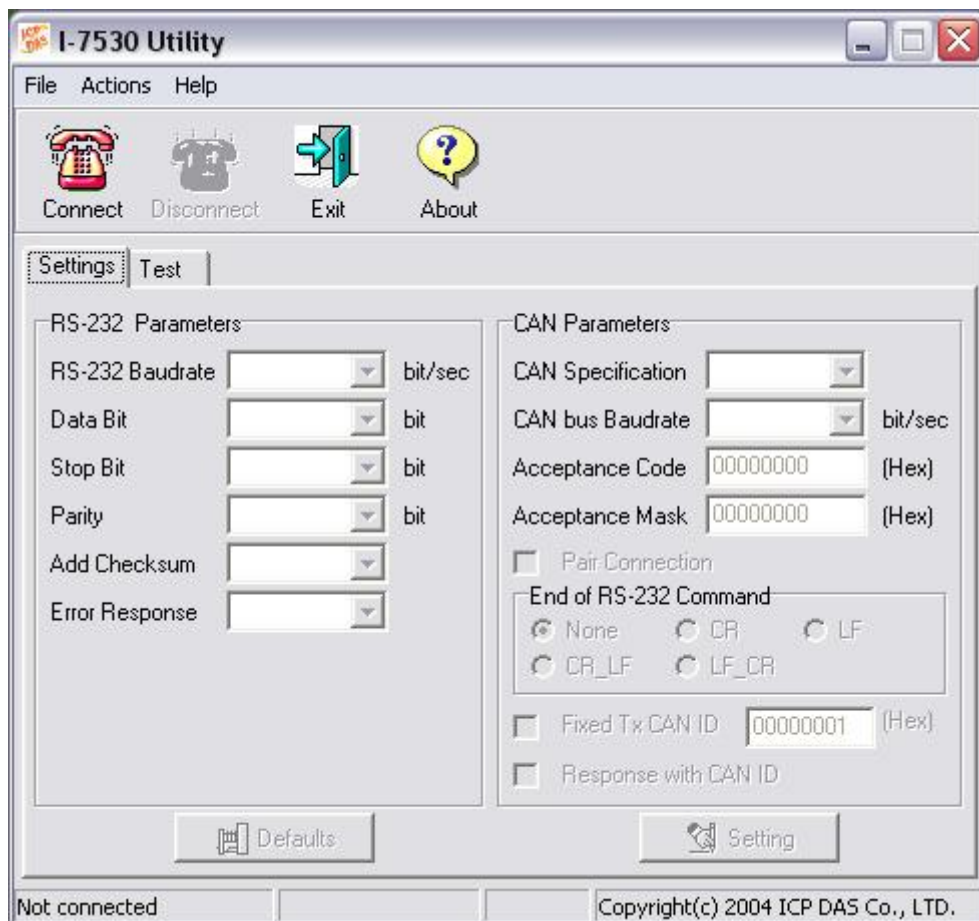 ICP DAS I-7530 Utility
File Actions Help
Connect Disconnect Exit About
Settings Test
RS-232 Parameters
RS-232 Baudrate bit/sec
Data Bit bit
Stop Bit bit
Parity bit
Add Checksum
Error Response
CAN Parameters
CAN Specification
CAN bus Baudrate bit/sec
Acceptance Code 00000000 (Hex)
Acceptance Mask 00000000 (Hex)
Pair Connection
End of RS-232 Command
None CR LF
CR_LF LF_CR
Fixed Tx CAN ID 00000001 (Hex)
Response with CAN ID
Defaults Setting
Not connected Copyright(c) 2004 ICP DAS Co., LTD.